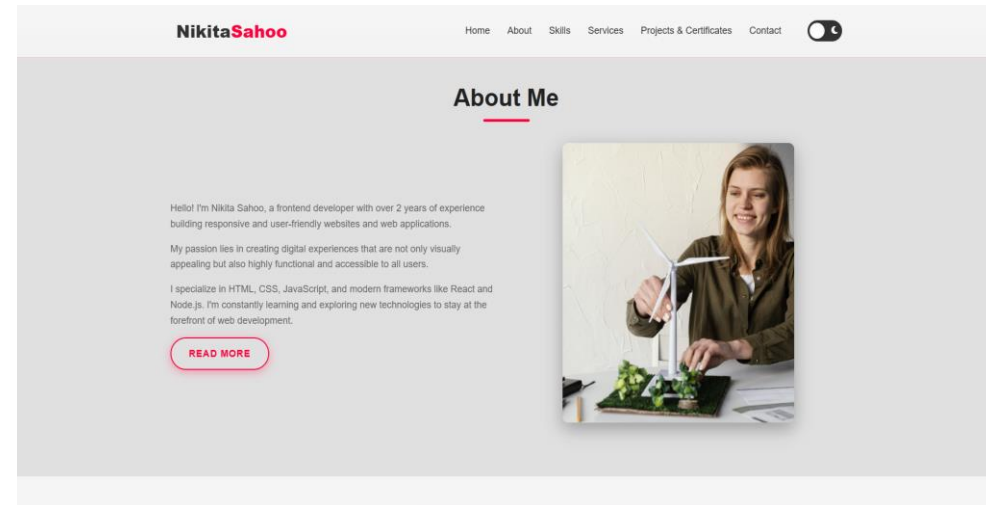 NikitaSahoo
Home About Skills Services Projects & Certificates Contact
About Me
Hello! I'm Nikita Sahoo, a frontend developer with over 2 years of experience
building responsive and user-friendly websites and web applications.
My passion lies in creating digital experiences that are not only visually
appealing but also highly functional and accessible to all users.
I specialize in HTML, CSS, JavaScript, and modern frameworks like React and
Node.js. I'm constantly learning and exploring new technologies to stay at the
forefront of web development.
READ MORE